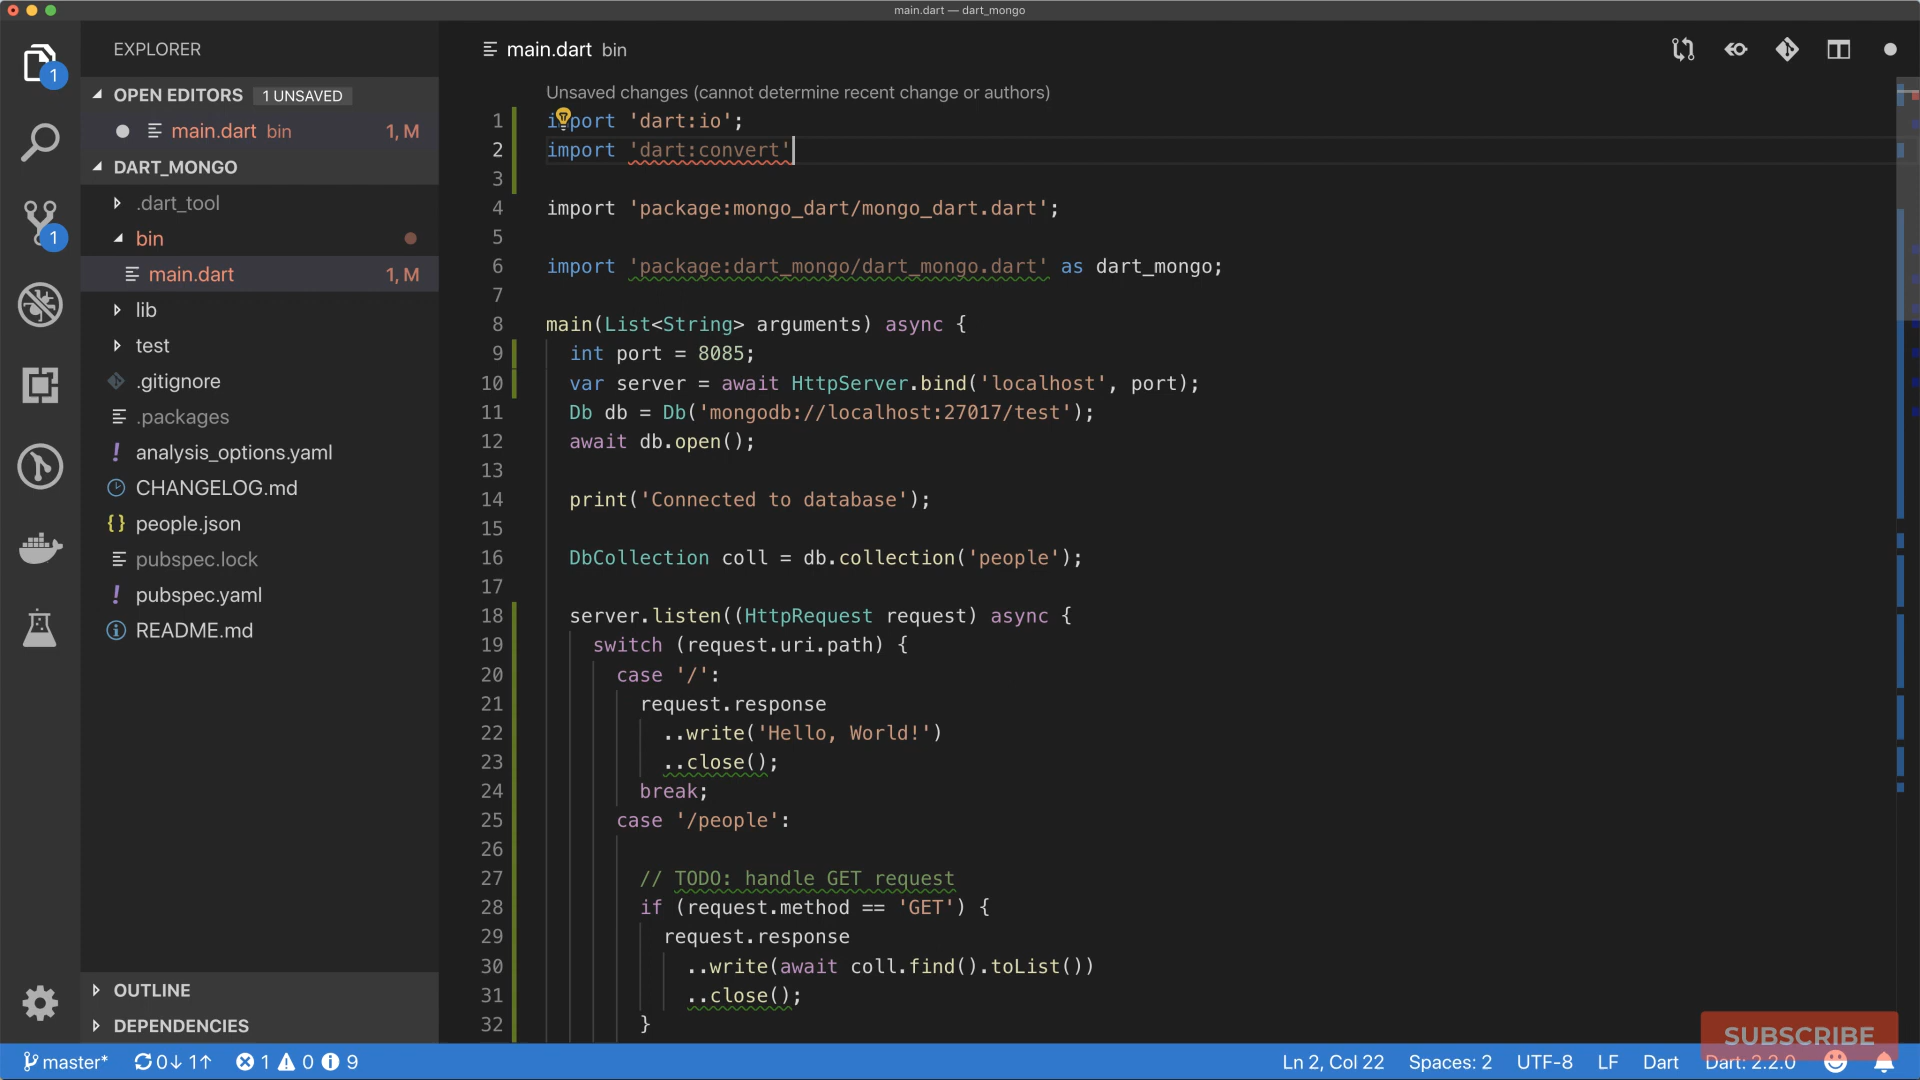 main.dart — dart_mongo
EXPLORER
OPEN EDITORS 1 UNSAVED
main.dart bin 1, M
DART_MONGO
.dart_tool
bin
main.dart 1, M
lib
test
.gitignore
.packages
analysis_options.yaml
CHANGELOG.md
people.json
pubspec.lock
pubspec.yaml
README.md
OUTLINE
DEPENDENCIES
1
1
main.dart bin
Unsaved changes (cannot determine recent change or authors)
1 import 'dart:io';
2 import 'dart:convert'
3
4 import 'package:mongo_dart/mongo_dart.dart';
5
6 import 'package:dart_mongo/dart_mongo.dart' as dart_mongo;
7
8 main(List<String> arguments) async {
9 int port = 8085;
10 var server = await HttpServer.bind('localhost', port);
11 Db db = Db('mongodb://localhost:27017/test');
12 await db.open();
13
14 print('Connected to database');
15
16 DbCollection coll = db.collection('people');
17
18 server.listen((HttpRequest request) async {
19 switch (request.uri.path) {
20 case '/':
21 request.response
22 ..write('Hello, World!')
23 ..close();
24 break;
25 case '/people':
26
27 // TODO: handle GET request
28 if (request.method == 'GET') {
29 request.response
30 ..write(await coll.find().toList())
31 ..close();
32 }
SUBSCRIBE
master* 0↓ 1↑ 1 0 9 Ln 2, Col 22 Spaces: 2 UTF-8 LF Dart Dart: 2.2.0